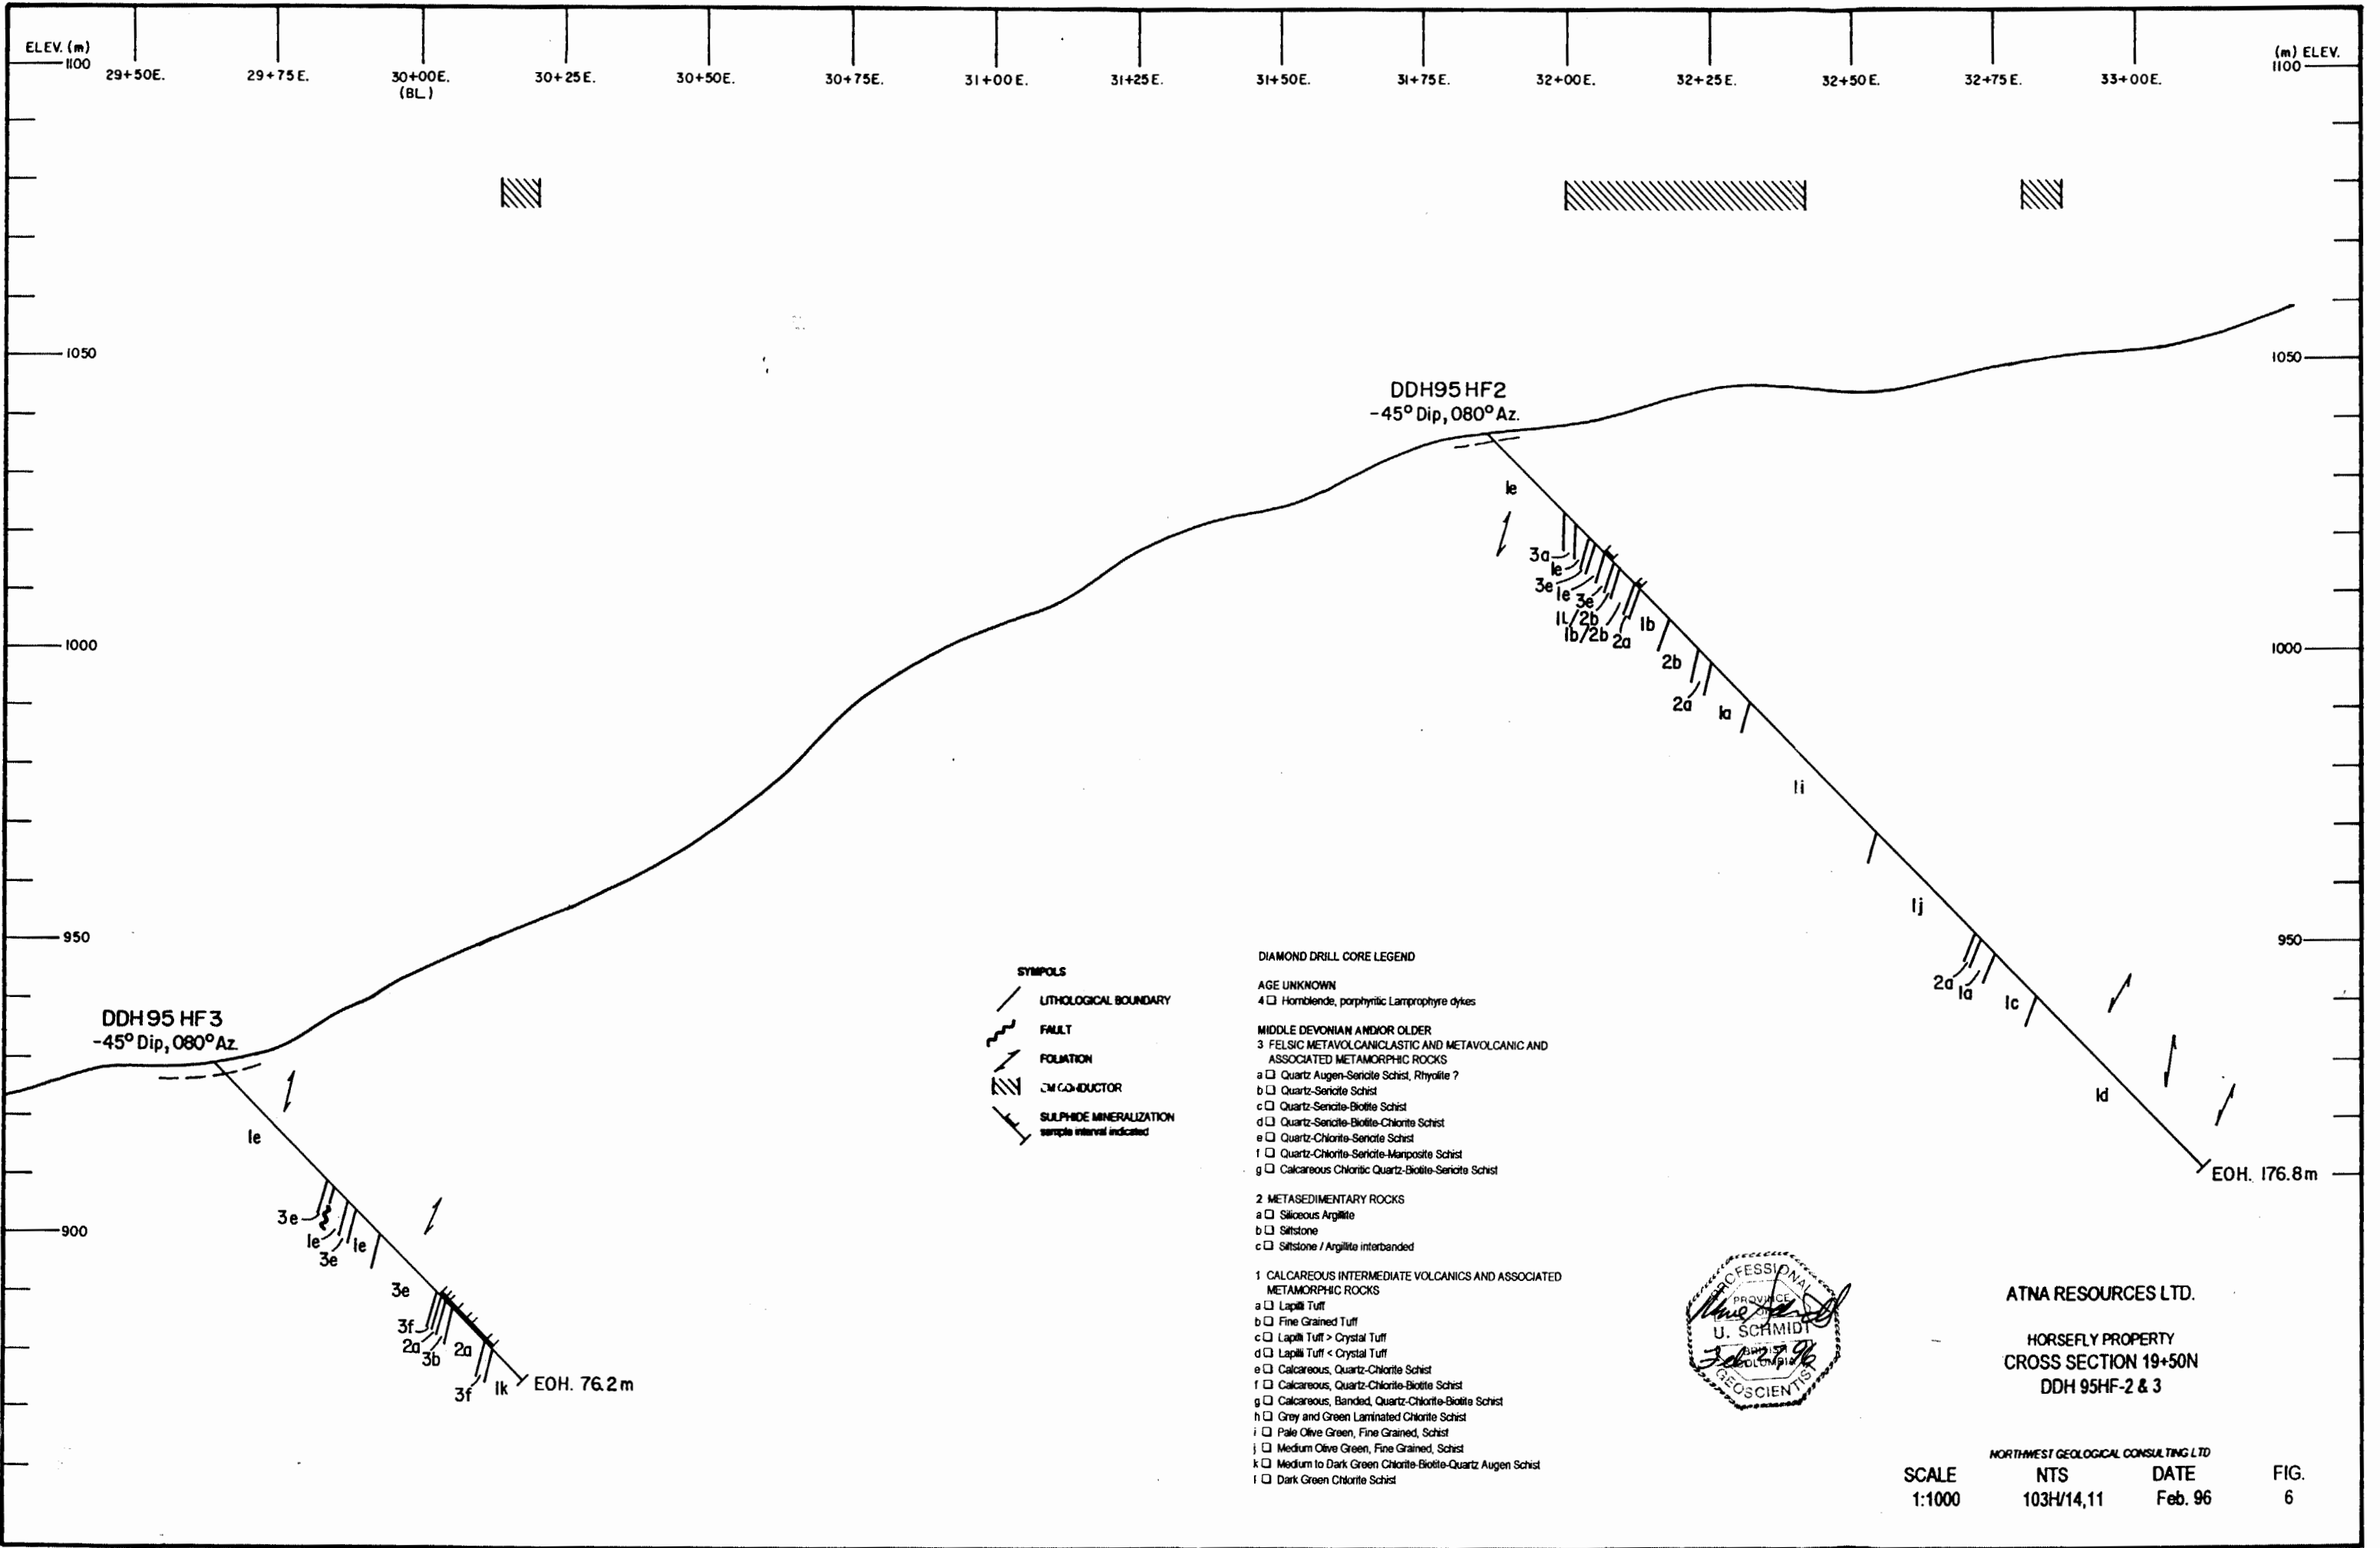 ELEV. (m)
1100
29+50E.
29+75E.
30+00E.
(BL.)
30+25E.
30+50E.
30+75E.
31+00E.
31+25E.
31+50E.
31+75E.
32+00E.
32+25E.
32+50E.
32+75E.
33+00E.
(m) ELEV.
1100
1050
1050
DDH95 HF2
-45° Dip, 080° Az.
1e
3a
1e
3e
1e
3e
1L/2b
1b/2b
2a
1b
1000
1000
2b
2a
1a
1i
1j
950
950
2a
1a
1c
1d
EOH. 176.8m
DDH95 HF3
-45° Dip, 080° Az.
1e
3e
1e
3e
1e
900
3e
3f
2a
3b
2a
3f
1k
EOH. 76.2m
SYMPOLS
LITHOLOGICAL BOUNDARY
FAULT
FOLIATION
CONDUCTOR
SULPHIDE MINERALIZATION
sample interval indicated
DIAMOND DRILL CORE LEGEND
AGE UNKNOWN
4 Hornblende, porphyritic Lamprophyre dykes
MIDDLE DEVONIAN AND/OR OLDER
3 FELSIC METAVOLCANICLASTIC AND METAVOLCANIC AND
ASSOCIATED METAMORPHIC ROCKS
a Quartz Augen-Sericite Schist, Rhyolite ?
b Quartz-Sericite Schist
c Quartz-Sericite-Biotite Schist
d Quartz-Sericite-Biotite-Chlorite Schist
e Quartz-Chlorite-Sericite Schist
f Quartz-Chlorite-Sericite-Mariposite Schist
g Calcareous Chloritic Quartz-Biotite-Sericite Schist
2 METASEDIMENTARY ROCKS
a Siliceous Argillite
b Siltstone
c Siltstone / Argillite interbanded
1 CALCAREOUS INTERMEDIATE VOLCANICS AND ASSOCIATED
METAMORPHIC ROCKS
a Lapilli Tuff
b Fine Grained Tuff
c Lapilli Tuff > Crystal Tuff
d Lapilli Tuff < Crystal Tuff
e Calcareous, Quartz-Chlorite Schist
f Calcareous, Quartz-Chlorite-Biotite Schist
g Calcareous, Banded, Quartz-Chlorite-Biotite Schist
h Grey and Green Laminated Chlorite Schist
i Pale Olive Green, Fine Grained, Schist
j Medium Olive Green, Fine Grained, Schist
k Medium to Dark Green Chlorite-Biotite-Quartz Augen Schist
l Dark Green Chlorite Schist
PROFESSIONAL
PROVINCE
OF
U. SCHMIDT
BRITISH
COLUMBIA
Feb 27, 96
GEOSCIENTIST
ATNA RESOURCES LTD.
HORSEFLY PROPERTY
CROSS SECTION 19+50N
DDH 95HF-2 & 3
NORTHWEST GEOLOGICAL CONSULTING LTD
SCALE
NTS
DATE
FIG.
1:1000
103H/14,11
Feb. 96
6